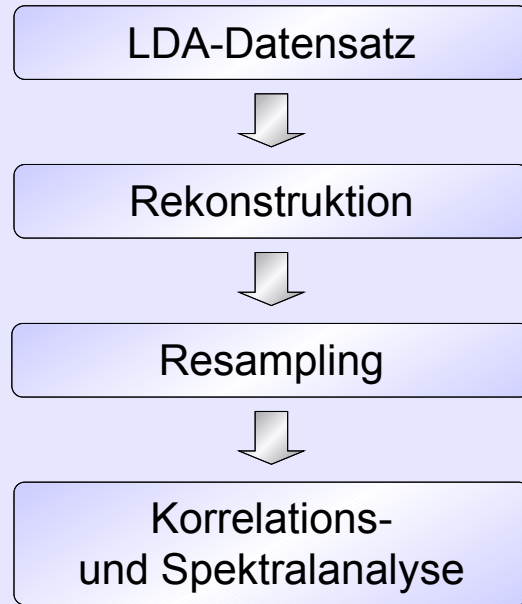 LDA-Datensatz
Rekonstruktion
Resampling
Korrelations-
und Spektralanalyse